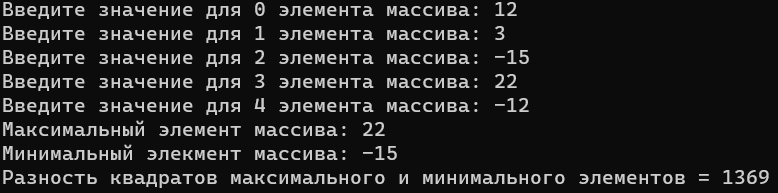 Введите значение для 0 элемента массива: 12
Введите значение для 1 элемента массива: 3
Введите значение для 2 элемента массива: -15
Введите значение для 3 элемента массива: 22
Введите значение для 4 элемента массива: -12
Максимальный элемент массива: 22
Минимальный элекмент массива: -15
Разность квадратов максимального и минимального элементов = 1369